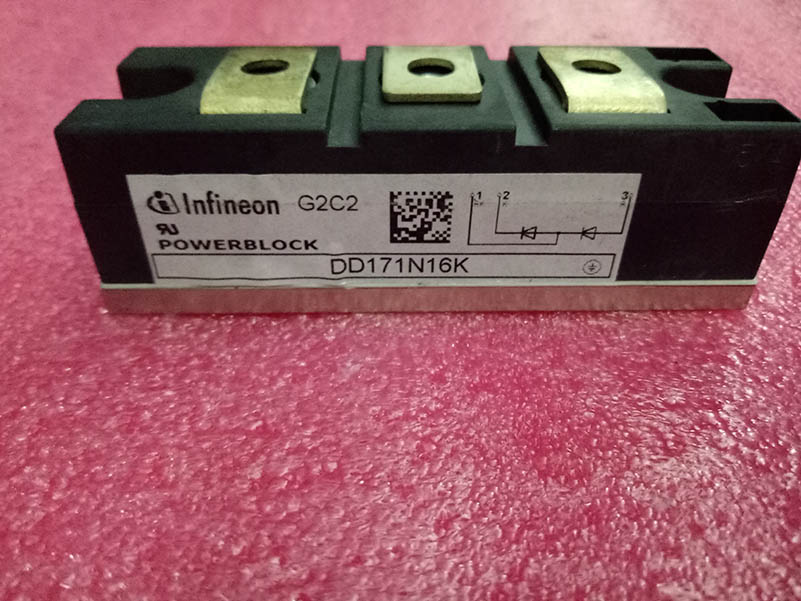 Infineon G2C2
1 2 3
POWERBLOCK
DD171N16K